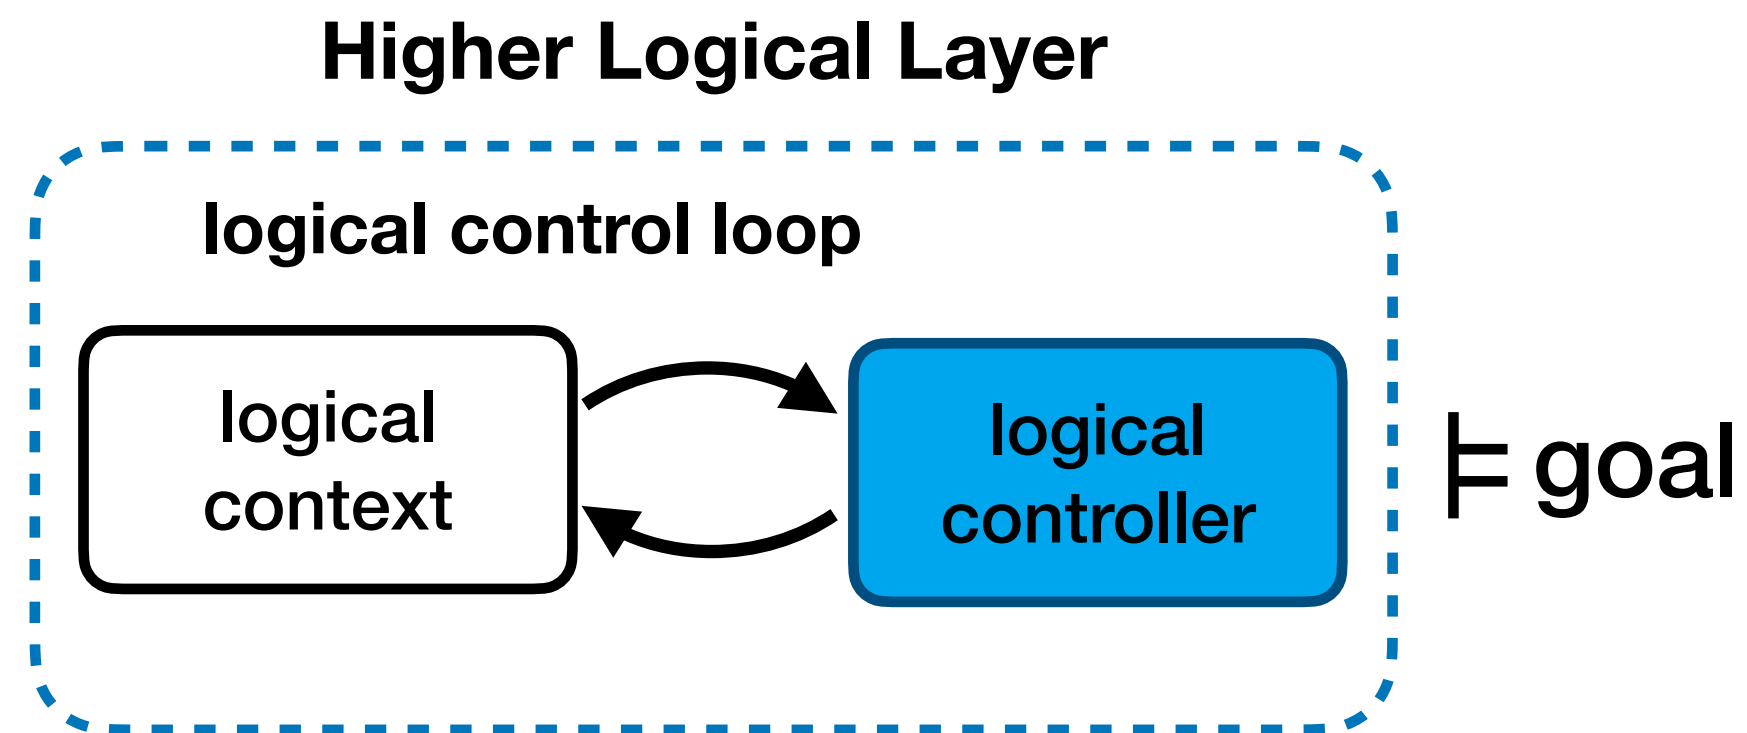 Higher Logical Layer
logical control loop
logical
context
logical
controller
⊨ goal